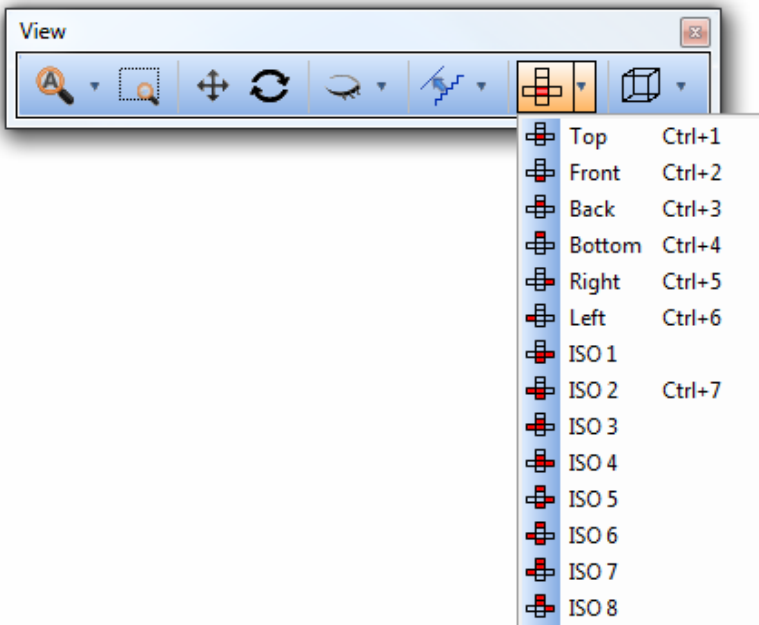 View
A
Top Ctrl+1
Front Ctrl+2
Back Ctrl+3
Bottom Ctrl+4
Right Ctrl+5
Left Ctrl+6
ISO 1
ISO 2 Ctrl+7
ISO 3
ISO 4
ISO 5
ISO 6
ISO 7
ISO 8